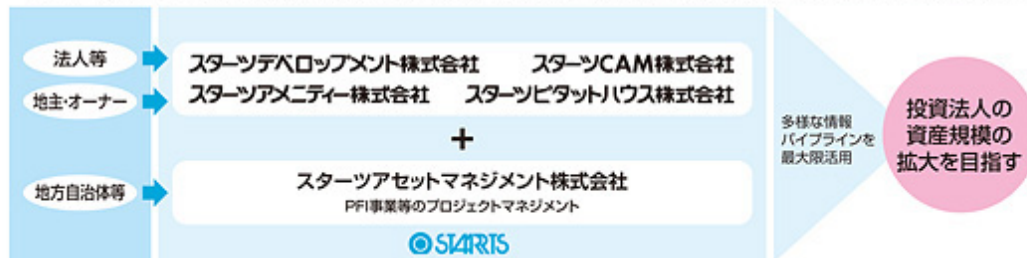 法人等
地主・オーナー
地方自治体等
スターツデベロップメント株式会社 スターツCAM株式会社
スターツアメニティー株式会社 スターツピタットハウス株式会社
+
スターツアセットマネジメント株式会社
PFI事業等のプロジェクトマネジメント
STARTS
多様な情報
パイプラインを
最大限活用
投資法人の
資産規模の
拡大を目指す